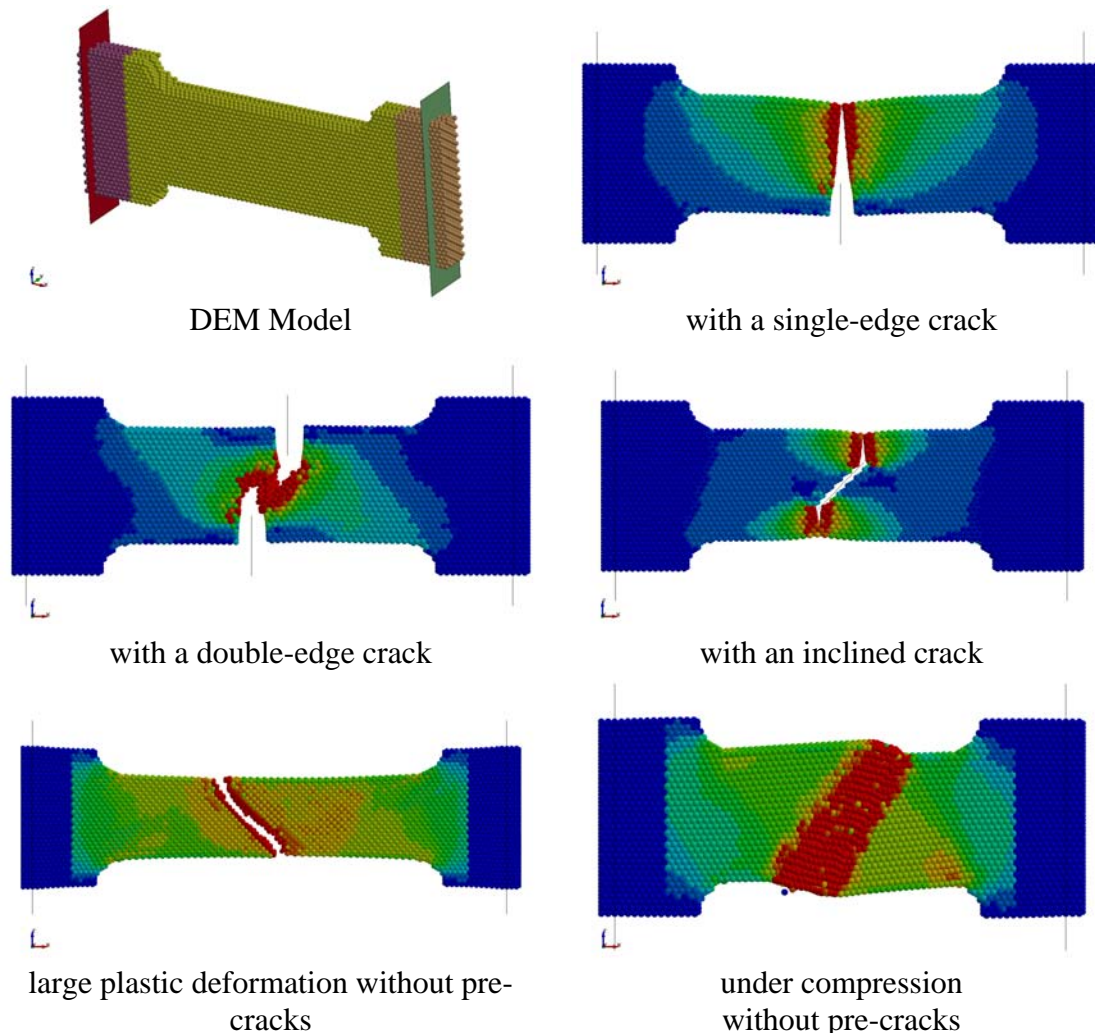 DEM Model
with a single-edge crack
with a double-edge crack
with an inclined crack
large plastic deformation without pre-
cracks
under compression
without pre-cracks